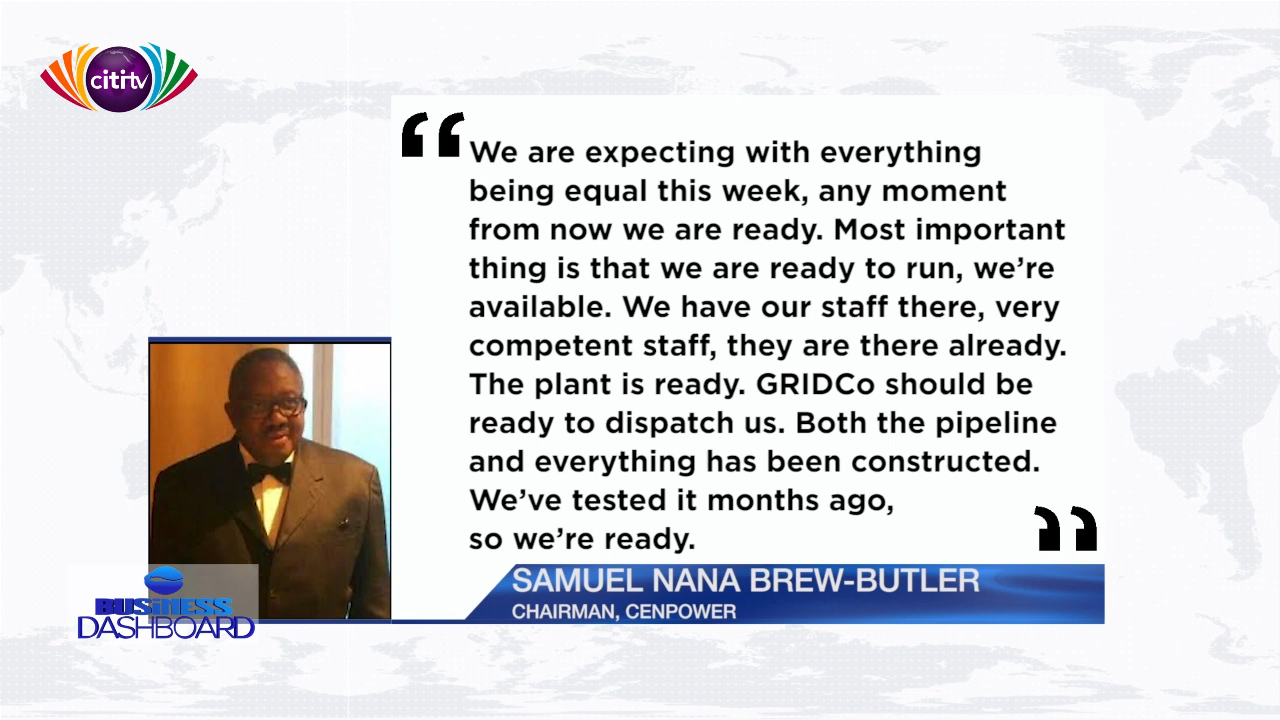 cititv
We are expecting with everything
being equal this week, any moment
from now we are ready. Most important
thing is that we are ready to run, we’re
available. We have our staff there, very
competent staff, they are there already.
The plant is ready. GRIDCo should be
ready to dispatch us. Both the pipeline
and everything has been constructed.
We’ve tested it months ago,
so we’re ready.
SAMUEL NANA BREW-BUTLER
CHAIRMAN, CENPOWER
BUSiNESS
DASHBOARD